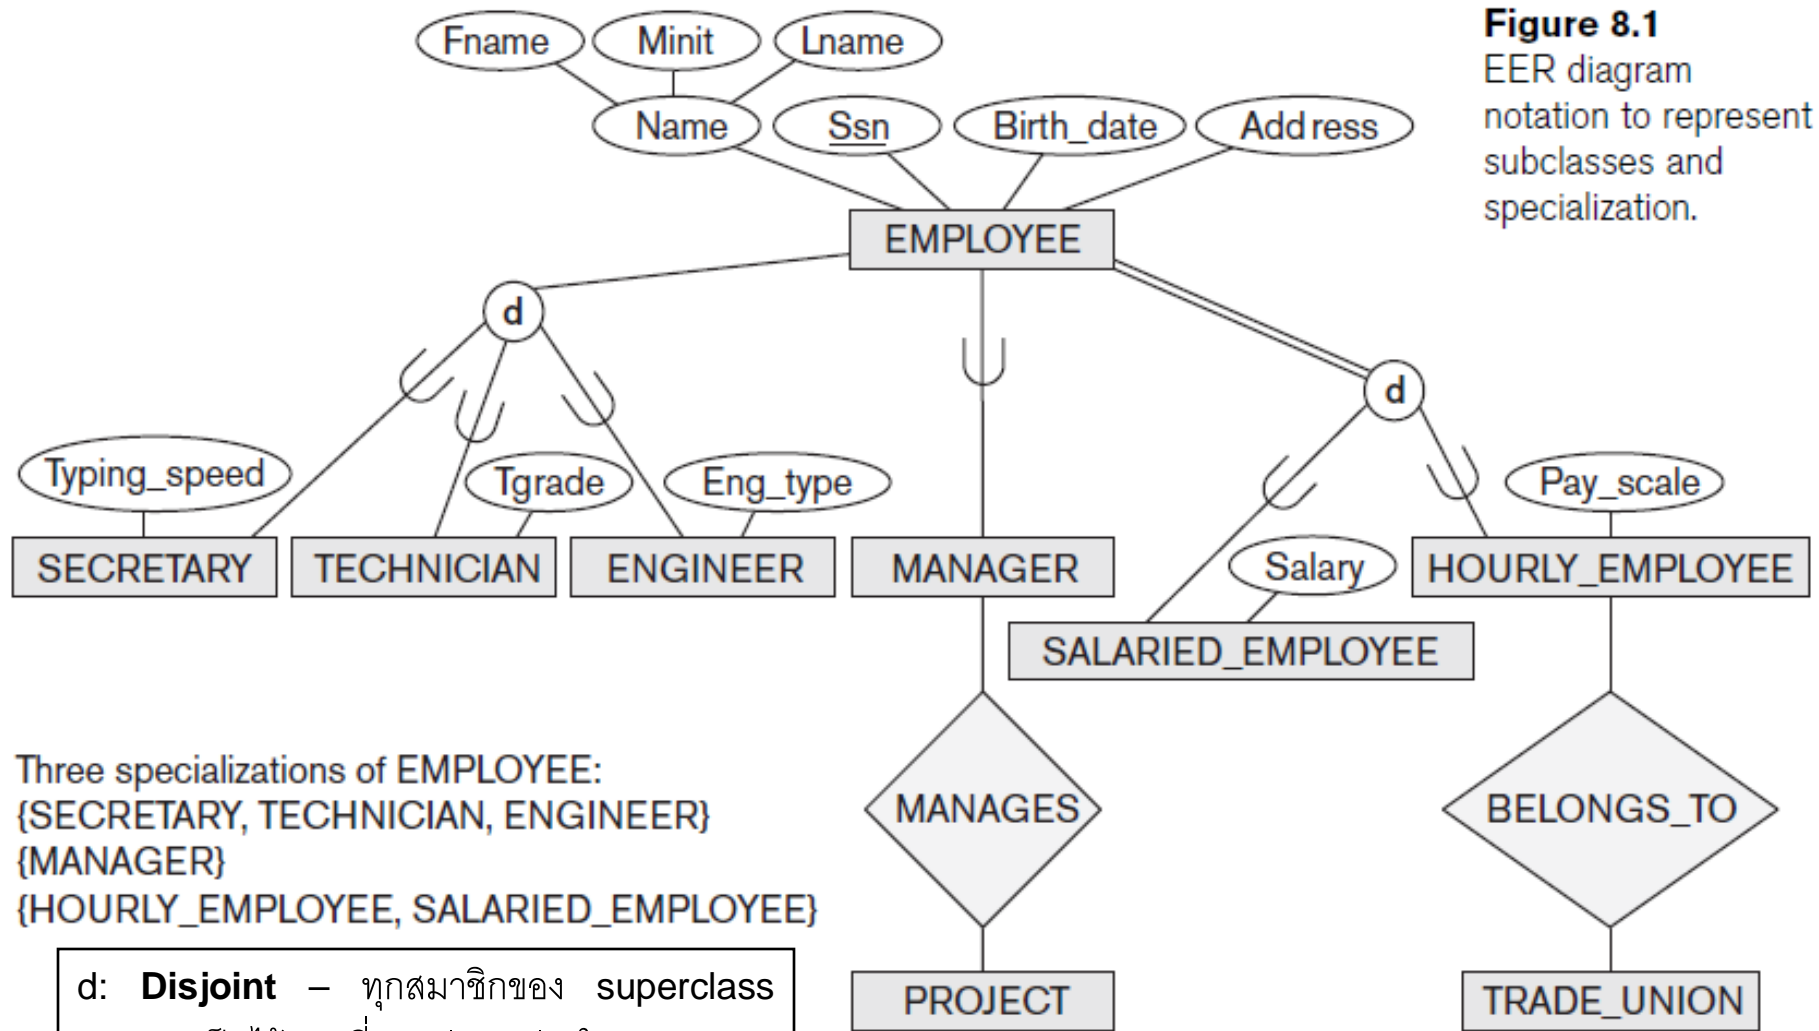 Figure 8.1
EER diagram
notation to represent
subclasses and
specialization.
Fname Minit Lname
Name Ssn Birth_date Address
EMPLOYEE
d
d
Typing_speed Tgrade Eng_type Pay_scale
SECRETARY TECHNICIAN ENGINEER MANAGER Salary HOURLY_EMPLOYEE
SALARIED_EMPLOYEE
Three specializations of EMPLOYEE:
{SECRETARY, TECHNICIAN, ENGINEER}
{MANAGER}
{HOURLY_EMPLOYEE, SALARIED_EMPLOYEE}
MANAGES BELONGS_TO
d: Disjoint – ทุกสมาชิกของ superclass
PROJECT TRADE_UNION